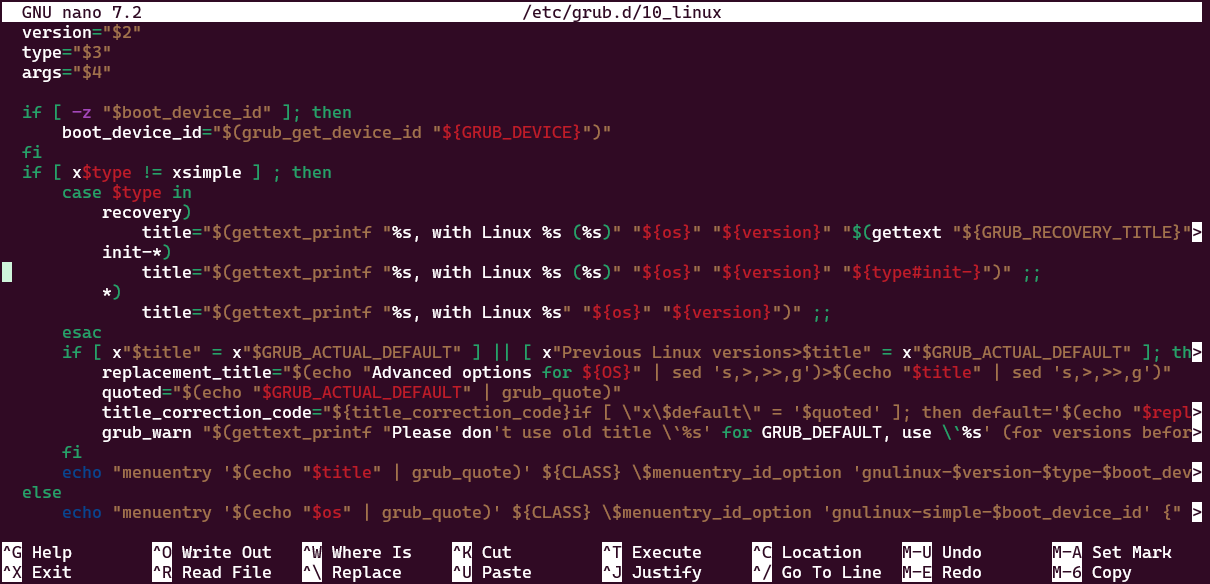 GNU nano 7.2 /etc/grub.d/10_linux
version="$2"
type="$3"
args="$4"
if [ -z "$boot_device_id" ]; then
boot_device_id="$(grub_get_device_id "${GRUB_DEVICE}")"
fi
if [ x$type != xsimple ] ; then
case $type in
recovery)
title="$(gettext_printf "%s, with Linux %s (%s)" "${os}" "${version}" "$(gettext "${GRUB_RECOVERY_TITLE}">
init-*)
title="$(gettext_printf "%s, with Linux %s (%s)" "${os}" "${version}" "${type#init-}")" ;;
*)
title="$(gettext_printf "%s, with Linux %s" "${os}" "${version}")" ;;
esac
if [ x"$title" = x"$GRUB_ACTUAL_DEFAULT" ] || [ x"Previous Linux versions>$title" = x"$GRUB_ACTUAL_DEFAULT" ]; th>
replacement_title="$(echo "Advanced options for ${OS}" | sed 's,>,>>,g')>$(echo "$title" | sed 's,>,>>,g')"
quoted="$(echo "$GRUB_ACTUAL_DEFAULT" | grub_quote)"
title_correction_code="${title_correction_code}if [ \"x\$default\" = '$quoted' ]; then default='$(echo "$repl>
grub_warn "$(gettext_printf "Please don't use old title \`%s' for GRUB_DEFAULT, use \`%s' (for versions befor>
fi
echo "menuentry '$(echo "$title" | grub_quote)' ${CLASS} \$menuentry_id_option 'gnulinux-$version-$type-$boot_dev>
else
echo "menuentry '$(echo "$os" | grub_quote)' ${CLASS} \$menuentry_id_option 'gnulinux-simple-$boot_device_id' {" >
^G Help ^O Write Out ^W Where Is ^K Cut ^T Execute ^C Location M-U Undo M-A Set Mark
^X Exit ^R Read File ^\ Replace ^U Paste ^J Justify ^/ Go To Line M-E Redo M-6 Copy